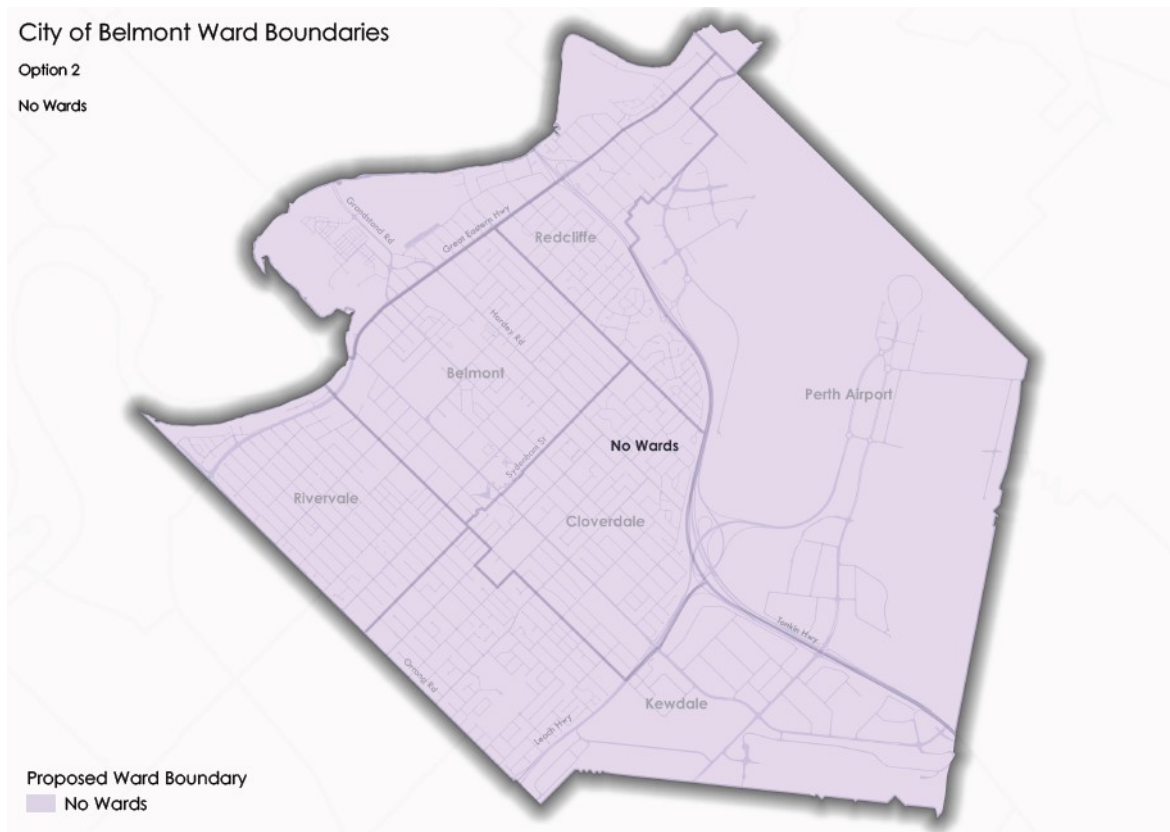 City of Belmont Ward Boundaries
Option 2
No Wards
Grandstand Rd
Great Eastern Hwy
Redcliffe
Hardey Rd
Belmont
Perth Airport
No Wards
Sydenham St
Rivervale
Cloverdale
Tonkin Hwy
Orrong Rd
Kewdale
Leach Hwy
Proposed Ward Boundary
No Wards